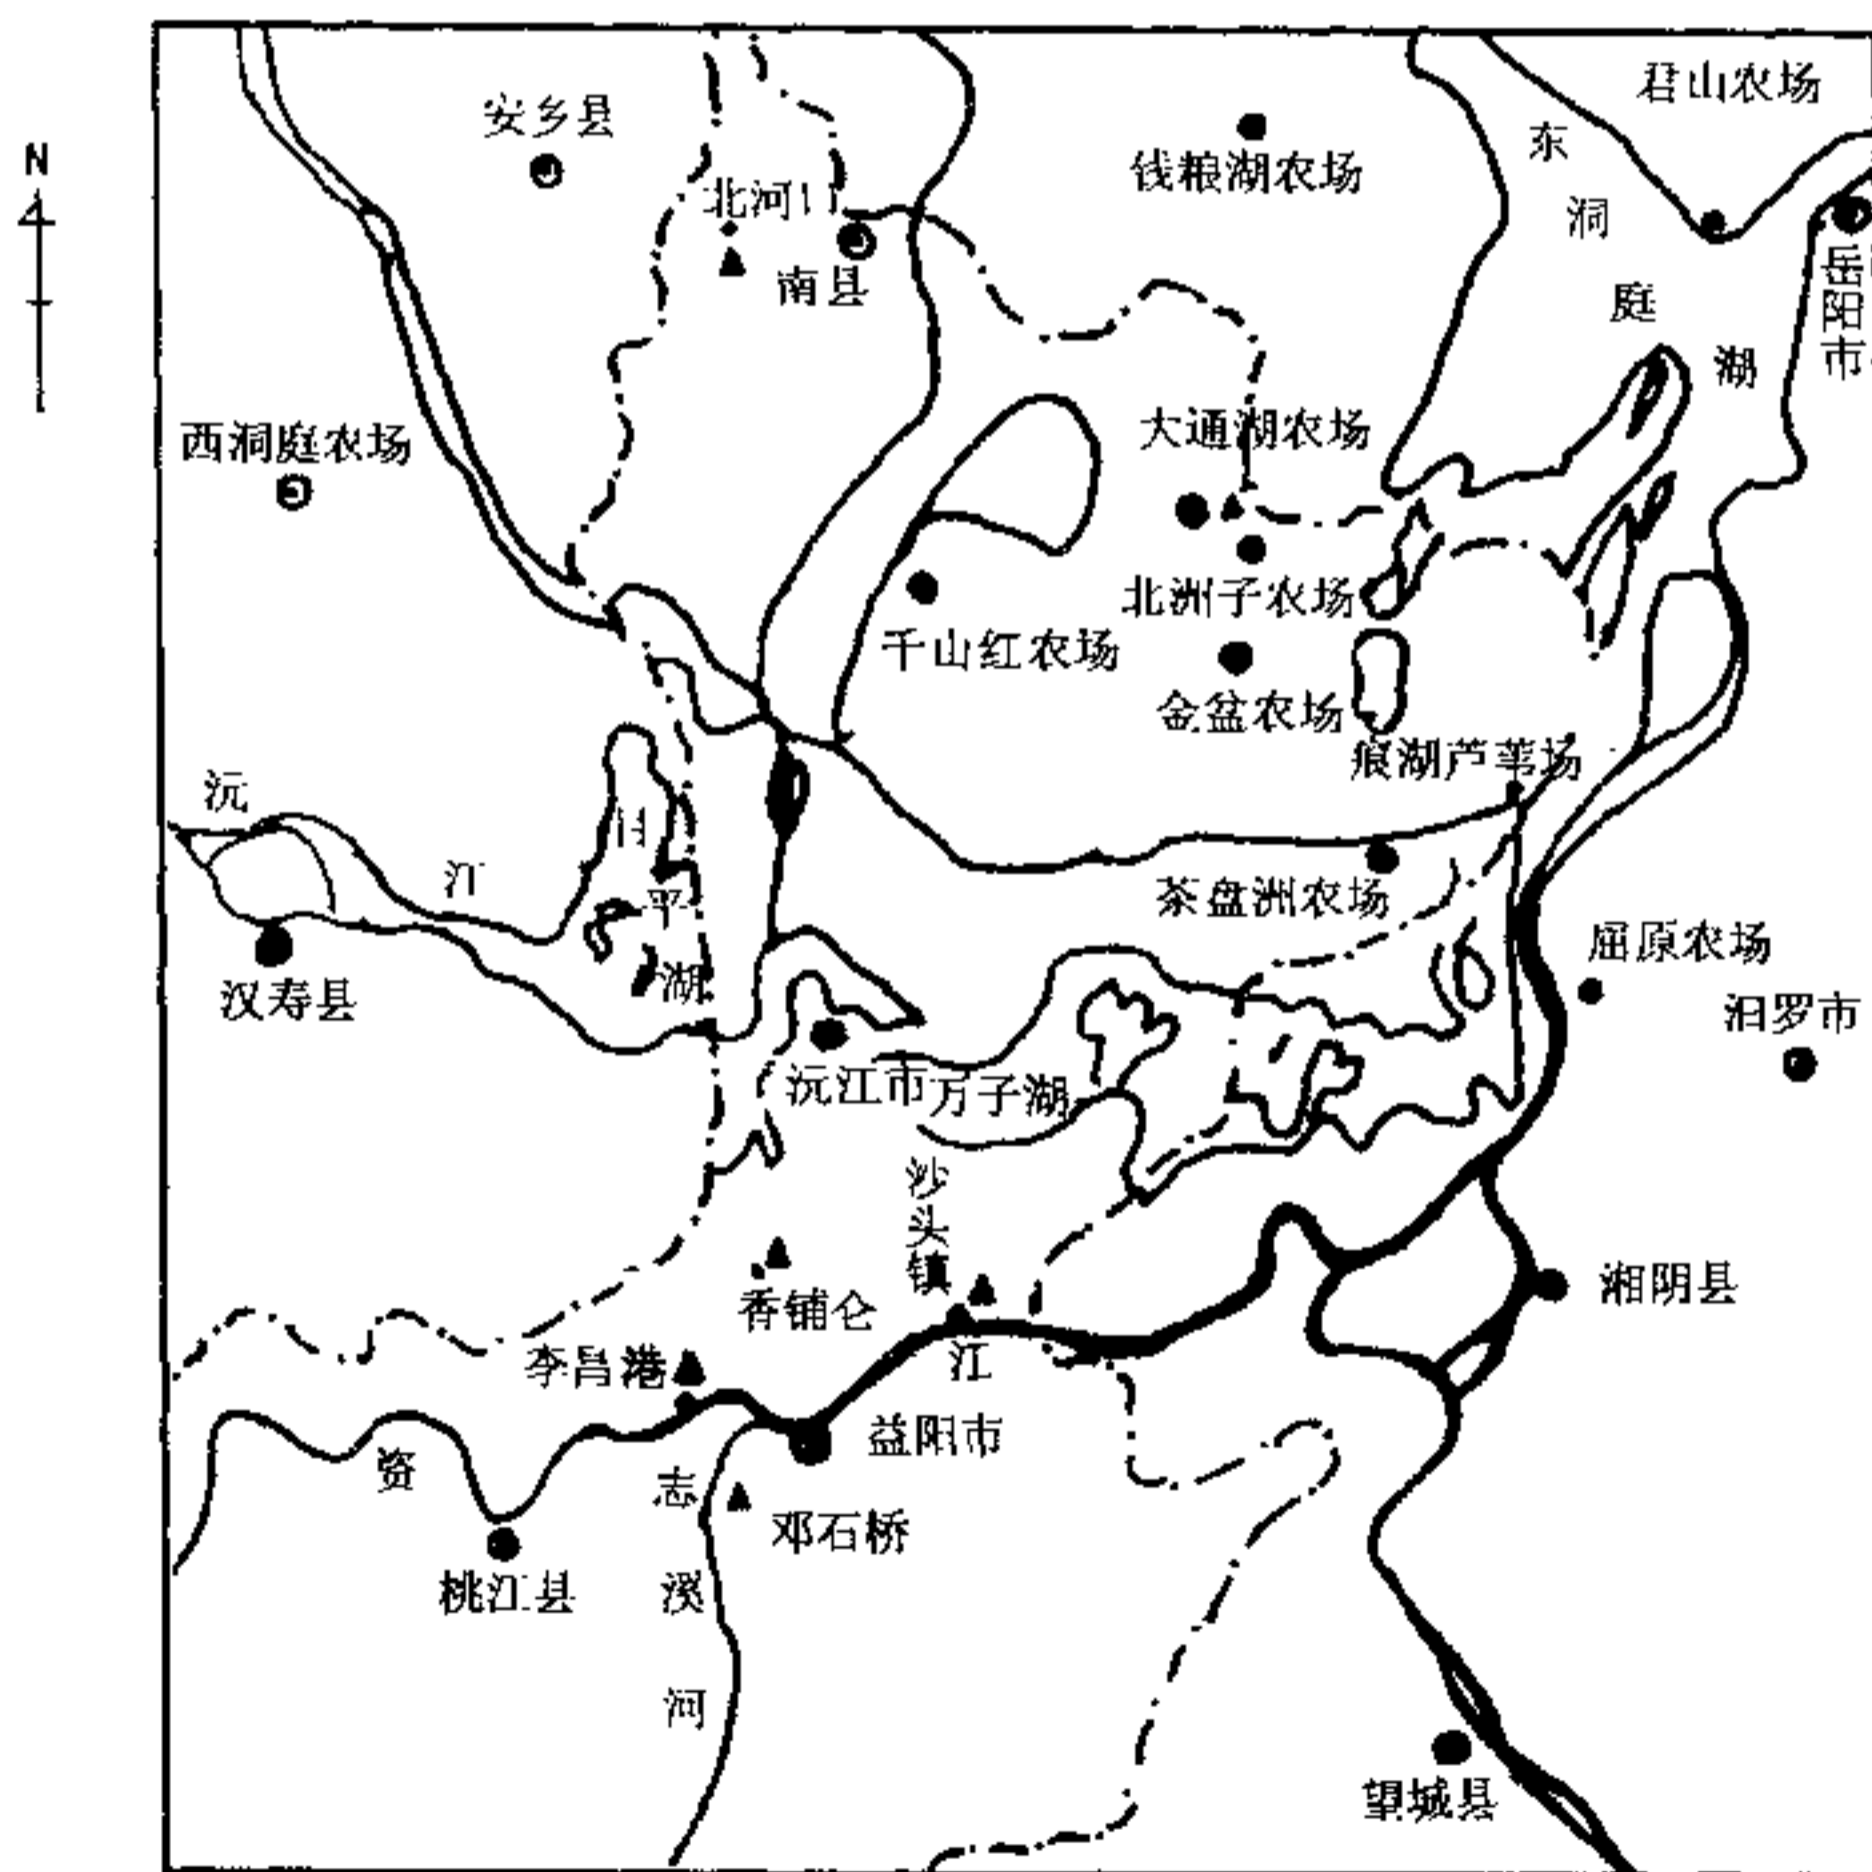 君山农场
安乡县
N
东
洞
庭
湖
钱粮湖农场
北河口
南县
岳阳市
西洞庭农场
大通湖农场
北洲子农场
千山红农场
金盆农场
痕湖芦苇场
沅
江
目
平
湖
茶盘洲农场
屈原农场
汨罗市
汉寿县
沅江市
万子湖
沙头镇
香铺仑
湘阴县
李昌港
江
益阳市
资
志
溪
河
邓石桥
桃江县
望城县